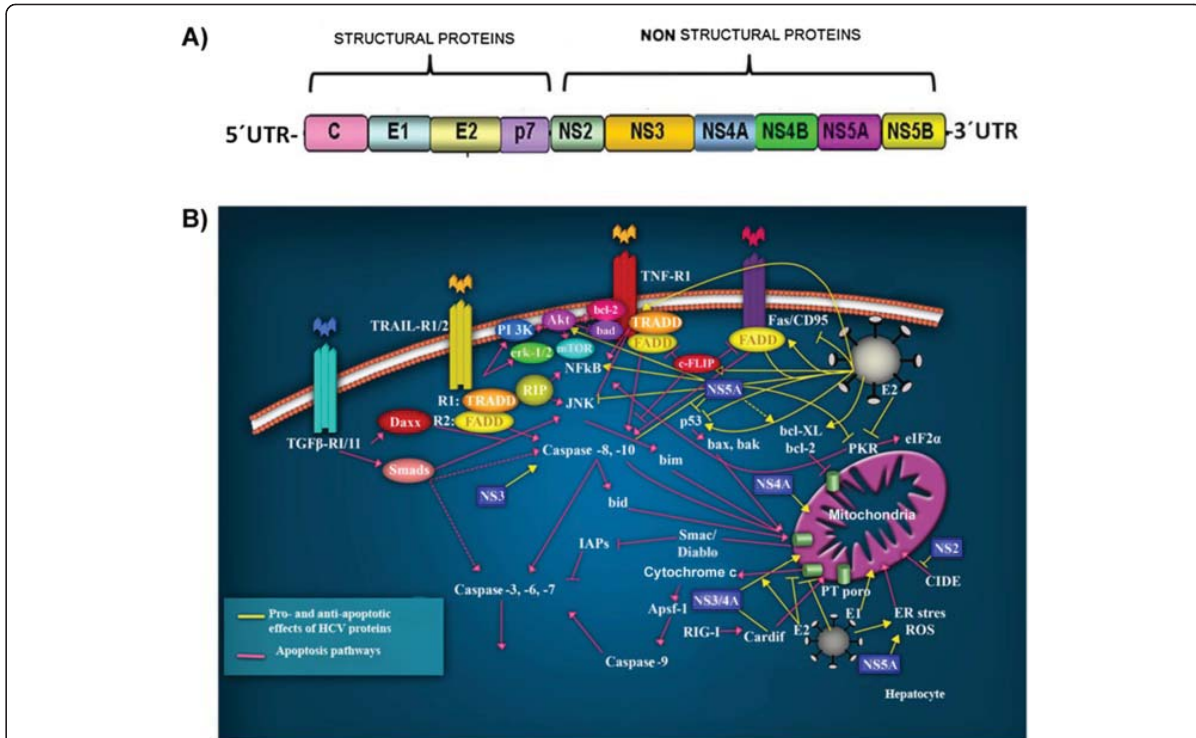 A)
STRUCTURAL PROTEINS
NON STRUCTURAL PROTEINS
5´UTR-
C
E1
E2
p7
NS2
NS3
NS4A
NS4B
NS5A
NS5B
-3´UTR
B)
TNF-R1
TRAIL-R1/2
Fas/CD95
PI 3K
Akt
bcl-2
bad
TRADD
FADD
FADD
erk-1/2
mTOR
NFkB
c-FLIP
E2
R1:
TRADD
RIP
JNK
NS5A
R2:
FADD
Daxx
TGFβ-RI/11
Smads
p53
bax, bak
bcl-XL
bcl-2
PKR
eIF2α
Caspase -8, -10
bim
NS3
NS4A
bid
Mitochondria
IAPs
Smac/
Diablo
NS2
Cytochrome c
CIDE
Caspase -3, -6, -7
PT poro
NS3/4A
Apsf-1
E1
ER stres
ROS
RIG-I
Cardif
E2
Caspase -9
NS5A
Hepatocyte
Pro- and anti-apoptotic
effects of HCV proteins
Apoptosis pathways